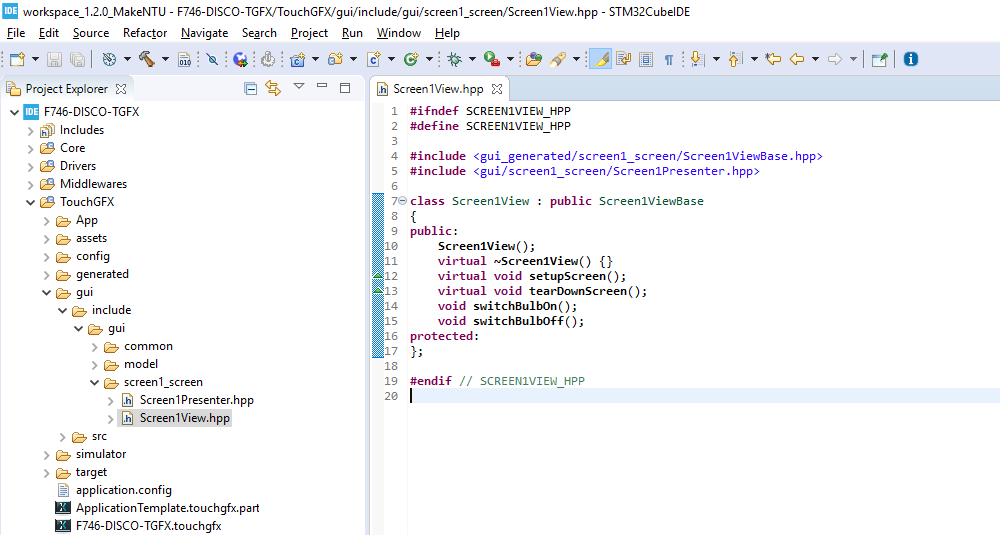 IDE workspace_1.2.0_MakeNTU - F746-DISCO-TGFX/TouchGFX/gui/include/gui/screen1_screen/Screen1View.hpp - STM32CubeIDE
File Edit Source Refactor Navigate Search Project Run Window Help
010
Project Explorer
IDE F746-DISCO-TGFX
Includes
Core
Drivers
Middlewares
TouchGFX
App
assets
config
generated
gui
include
gui
common
model
screen1_screen
.h Screen1Presenter.hpp
.h Screen1View.hpp
src
simulator
target
application.config
X ApplicationTemplate.touchgfx.part
X F746-DISCO-TGFX.touchgfx
.h Screen1View.hpp
1 #ifndef SCREEN1VIEW_HPP
2 #define SCREEN1VIEW_HPP
3
4 #include <gui_generated/screen1_screen/Screen1ViewBase.hpp>
5 #include <gui/screen1_screen/Screen1Presenter.hpp>
6
7 class Screen1View : public Screen1ViewBase
8 {
9 public:
10 Screen1View();
11 virtual ~Screen1View() {}
12 virtual void setupScreen();
13 virtual void tearDownScreen();
14 void switchBulbOn();
15 void switchBulbOff();
16 protected:
17 };
18
19 #endif // SCREEN1VIEW_HPP
20